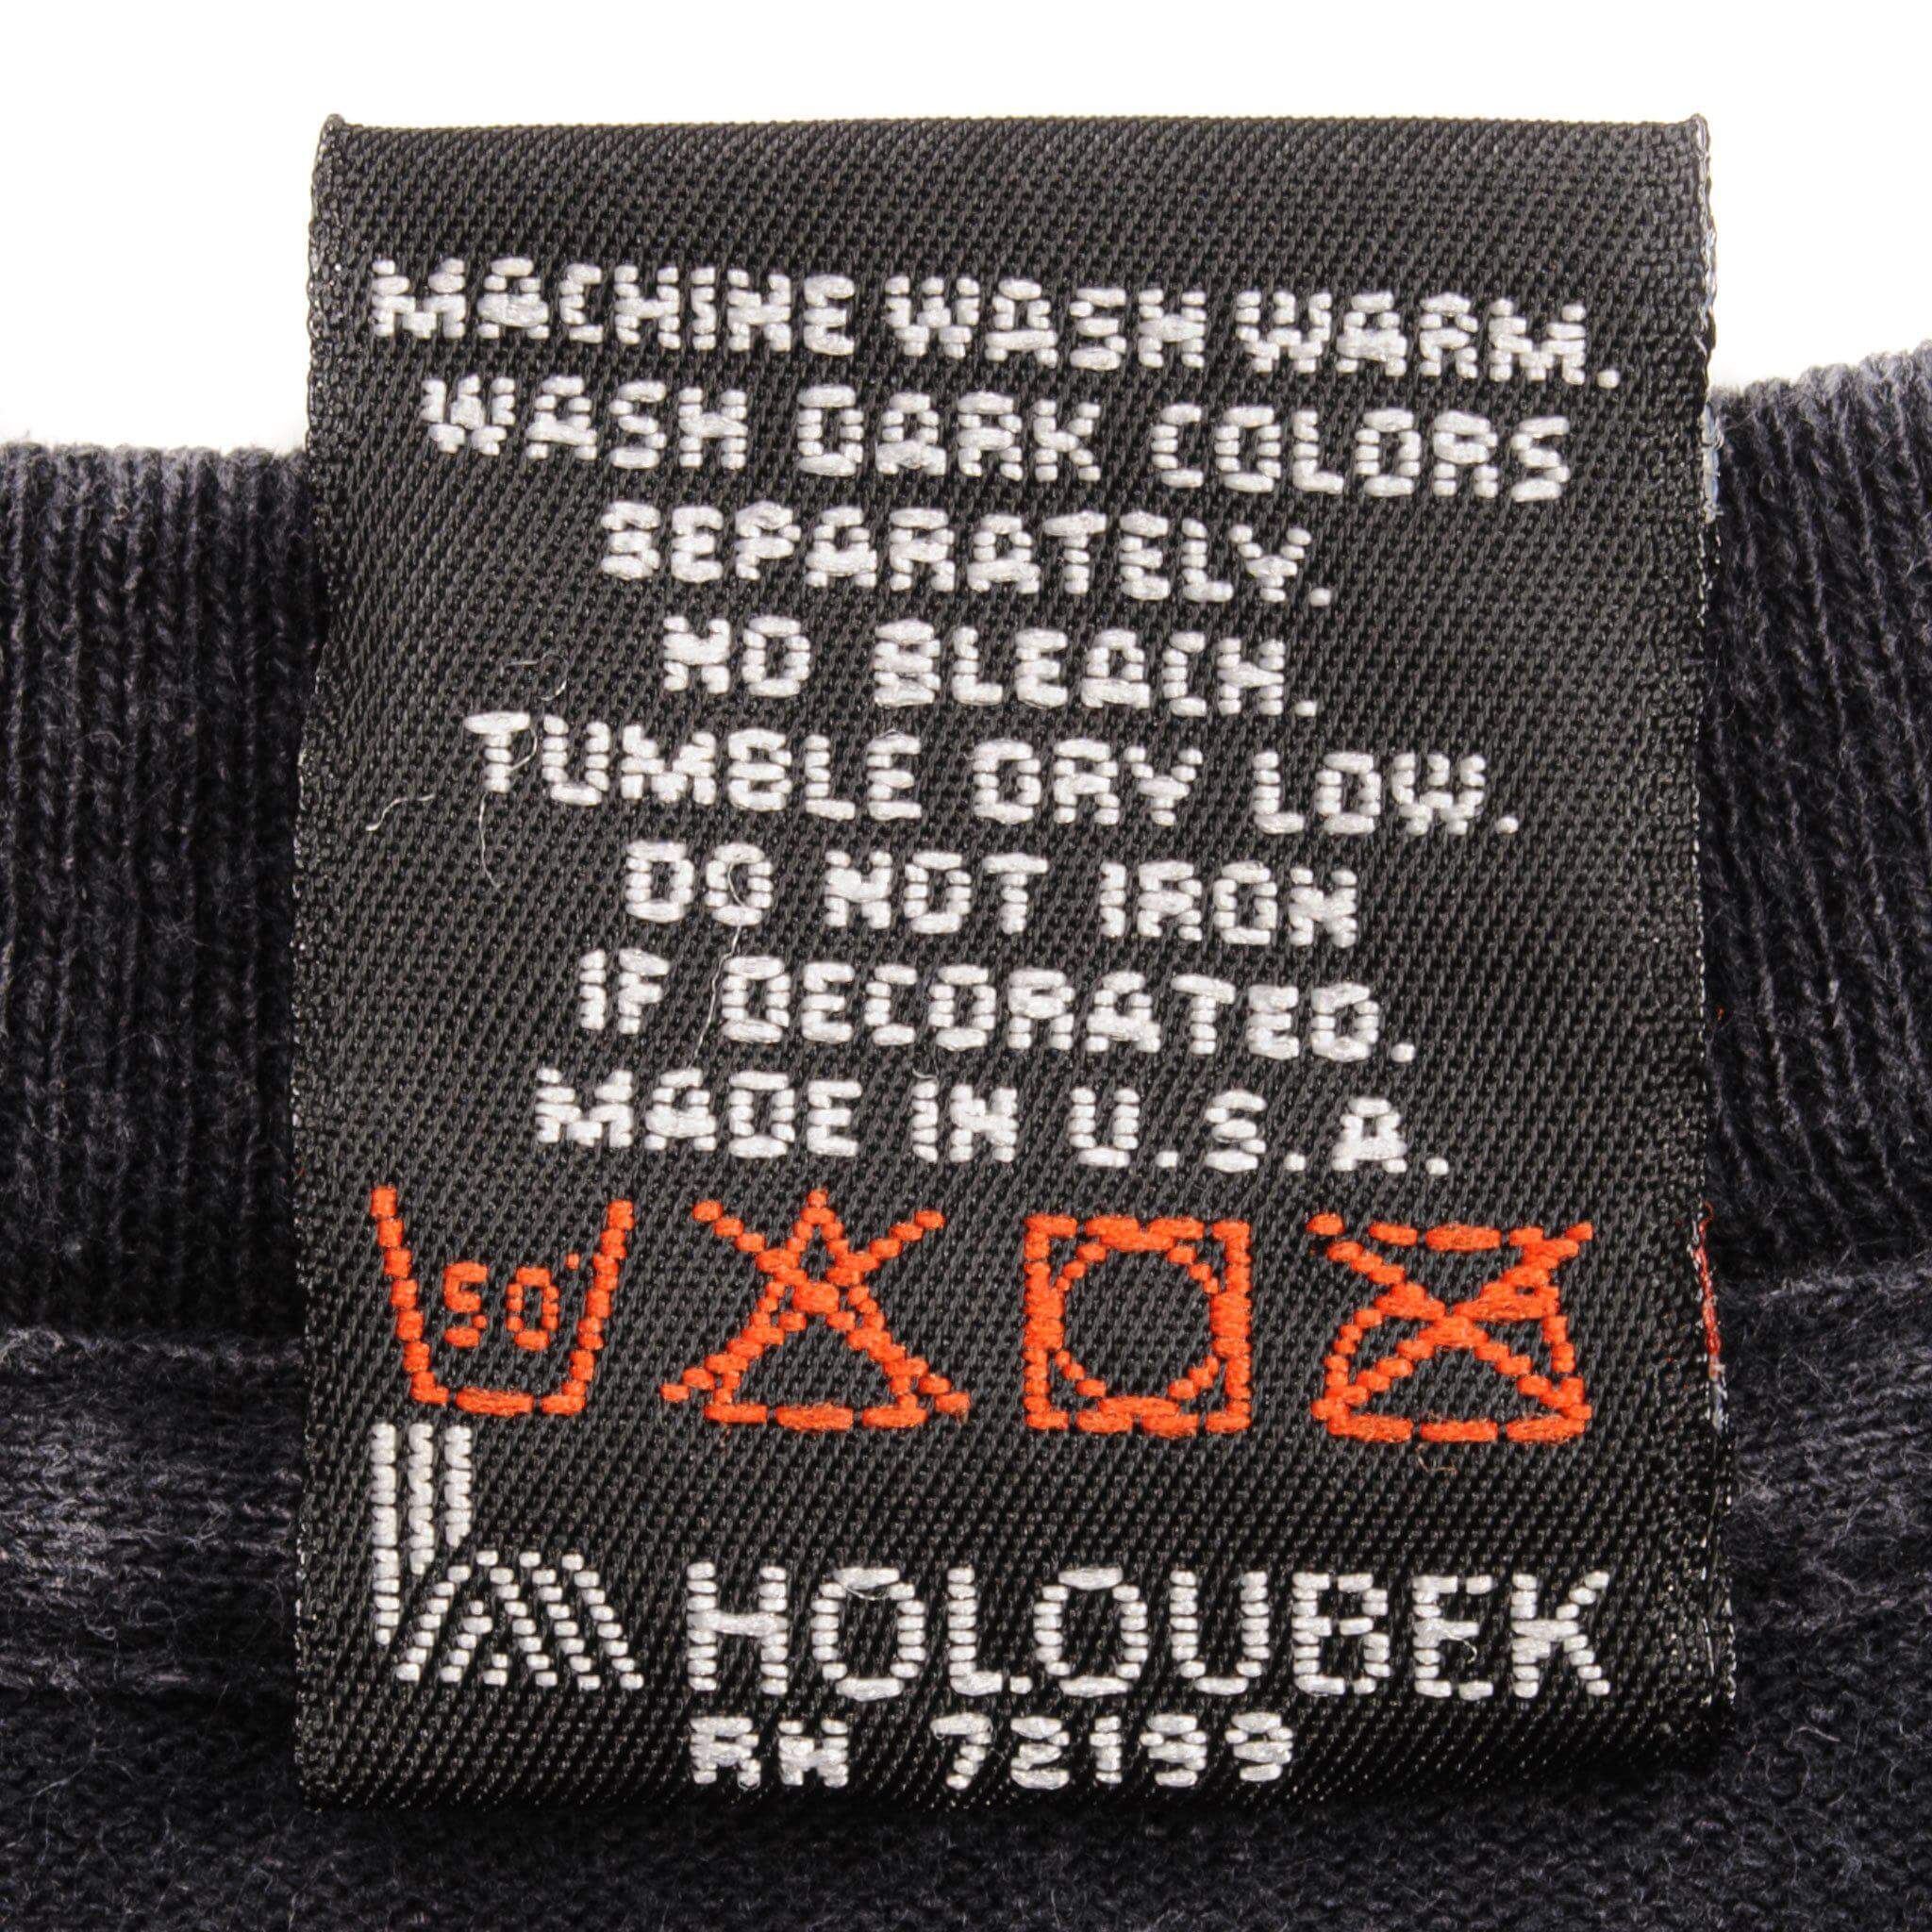 MACHINE WASH WARM.
WASH DARK COLORS
SEPARATELY.
NO BLEACH.
TUMBLE DRY LOW.
DO NOT IRON
IF DECORATED.
MADE IN U.S.A.
50°
HOLOUBEK
RN 72199